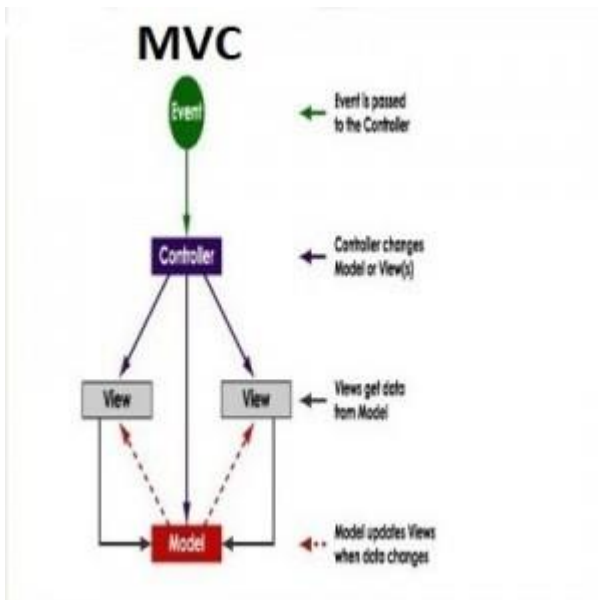 MVC
Event
Event is passed
to the Controller
Controller
Controller changes
Model or View(s)
View
View
Views get data
from Model
Model
Model updates Views
when data changes